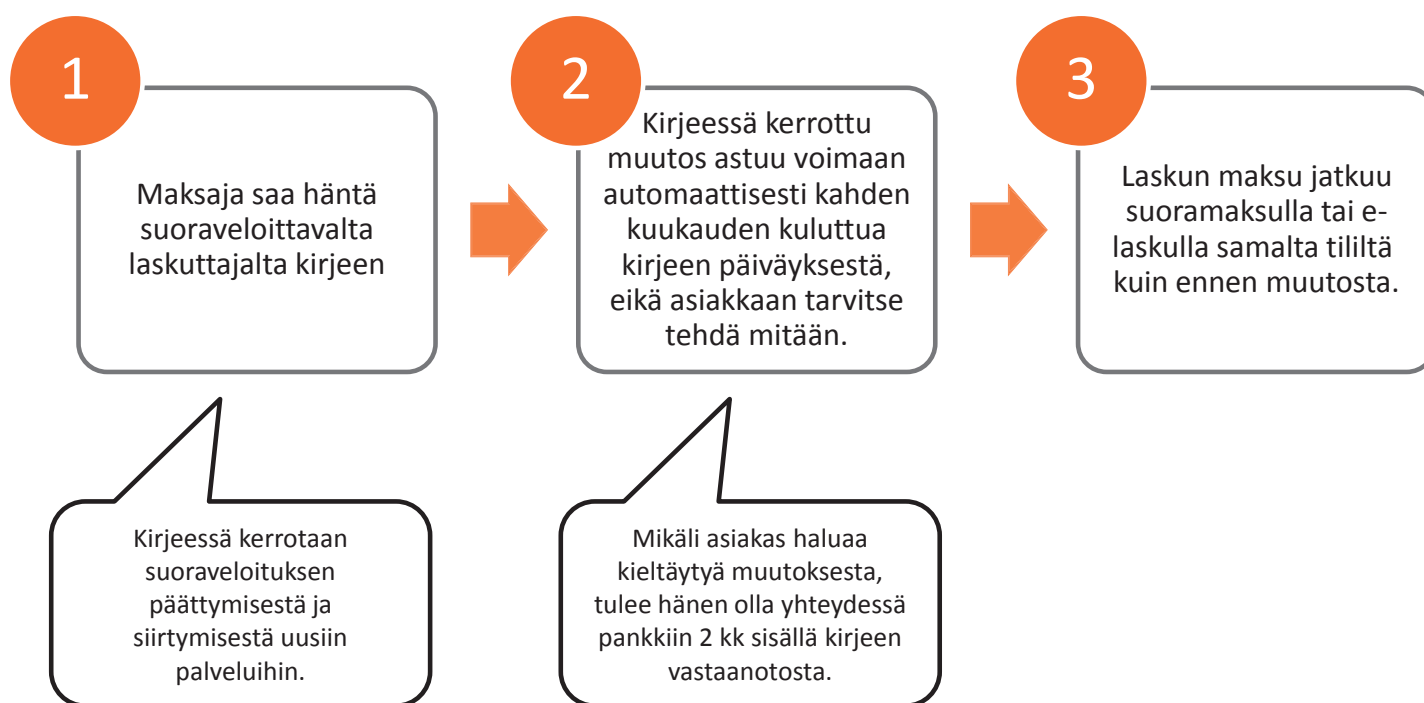 1
Maksaja saa häntä
suoraveloittavalta
laskuttajalta kirjeen
2
Kirjeessä kerrottu
muutos astuu voimaan
automaattisesti kahden
kuukauden kuluttua
kirjeen päiväyksestä,
eikä asiakkaan tarvitse
tehdä mitään.
3
Laskun maksu jatkuu
suoramaksulla tai e-
laskulla samalta tililtä
kuin ennen muutosta.
Kirjeessä kerrotaan
suoraveloituksen
päättymisestä ja
siirtymisestä uusiin
palveluihin.
Mikäli asiakas haluaa
kieltäytyä muutoksesta,
tulee hänen olla yhteydessä
pankkiin 2 kk sisällä kirjeen
vastaanotosta.